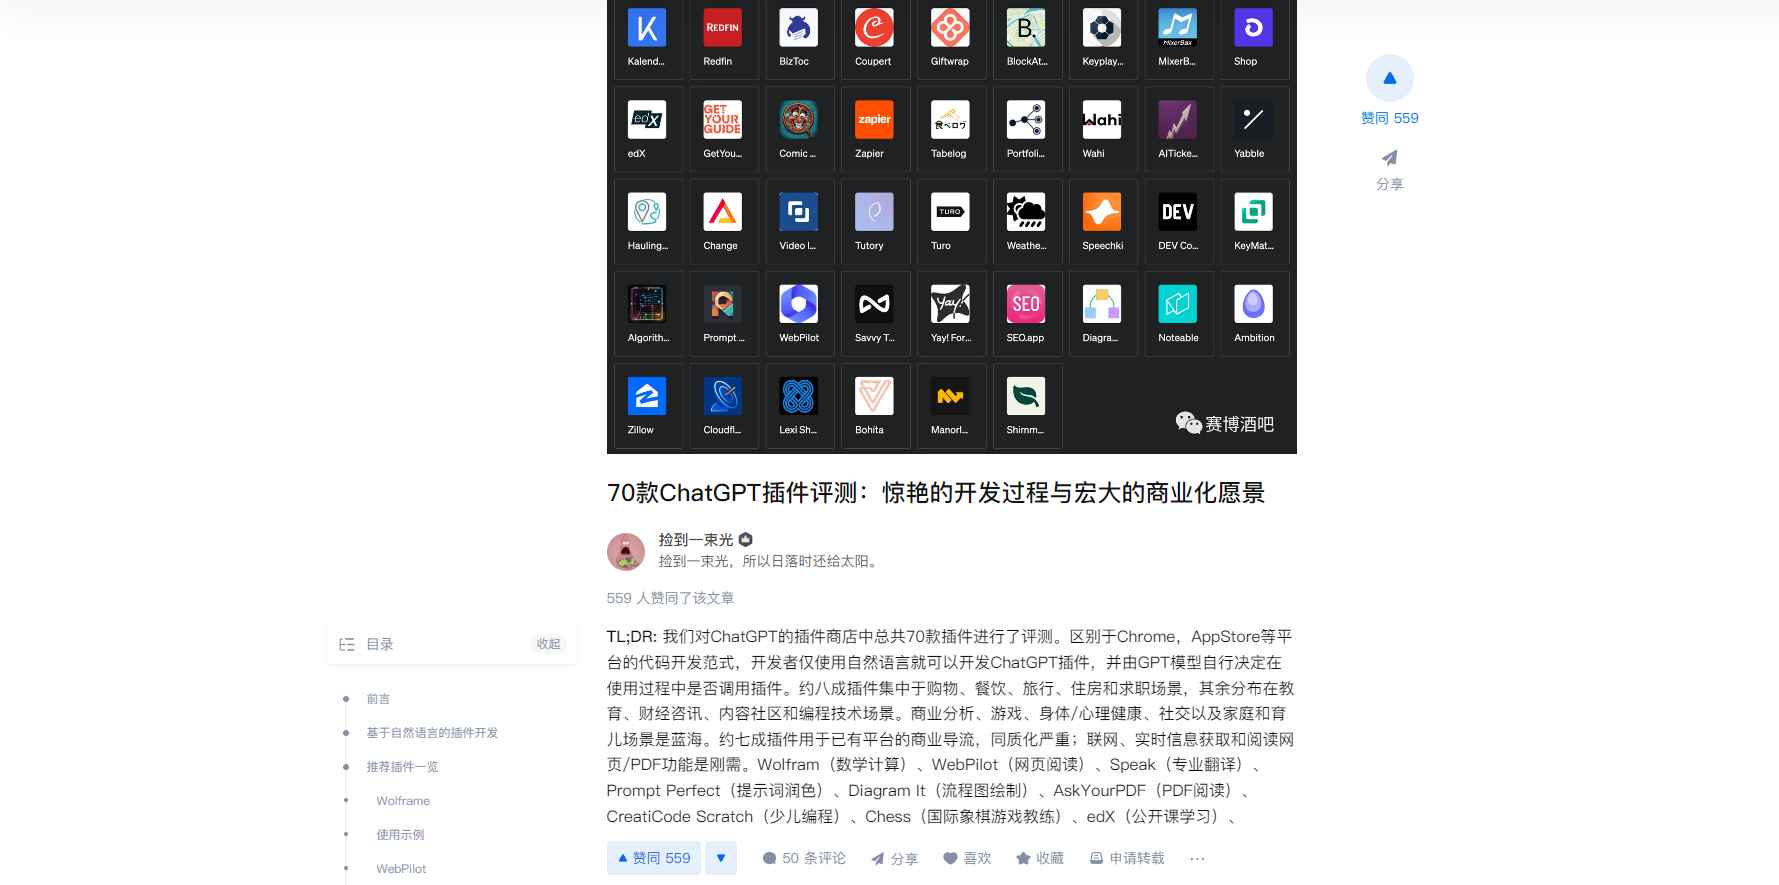 REDFIN
B.
MixerBox
Kalend...
Redfin
BizToc
Coupert
Giftwrap
BlockAt...
Keyplay...
MixerB...
Shop
edX
GET YOUR GUIDE
zapier
食べログ
Wahi
edX
GetYou...
Comic ...
Zapier
Tabelog
Portfoli...
Wahi
AITicke...
Yabble
TURO
DEV
Hauling...
Change
Video I...
Tutory
Turo
Weathe...
Speechki
DEV Co...
KeyMat...
Yay!
SEO
Algorith...
Prompt ...
WebPilot
Savvy T...
Yay! For...
SEO.app
Diagra...
Noteable
Ambition
Zillow
Cloudfl...
Lexi Sh...
Bohita
ManorI...
Shimm...
赛博酒吧
赞同 559
分享
70款ChatGPT插件评测：惊艳的开发过程与宏大的商业化愿景
捡到一束光
捡到一束光，所以日落时还给太阳。
559 人赞同了该文章
TL;DR: 我们对ChatGPT的插件商店中总共70款插件进行了评测。区别于Chrome，AppStore等平
台的代码开发范式，开发者仅使用自然语言就可以开发ChatGPT插件，并由GPT模型自行决定在
使用过程中是否调用插件。约八成插件集中于购物、餐饮、旅行、住房和求职场景，其余分布在教
育、财经咨讯、内容社区和编程技术场景。商业分析、游戏、身体/心理健康、社交以及家庭和育
儿场景是蓝海。约七成插件用于已有平台的商业导流，同质化严重；联网、实时信息获取和阅读网
页/PDF功能是刚需。Wolfram（数学计算）、WebPilot（网页阅读）、Speak（专业翻译）、
Prompt Perfect（提示词润色）、Diagram It（流程图绘制）、AskYourPDF（PDF阅读）、
CreatiCode Scratch（少儿编程）、Chess（国际象棋游戏教练）、edX（公开课学习）、
目录
收起
前言
基于自然语言的插件开发
推荐插件一览
Wolframe
使用示例
WebPilot
赞同 559
50 条评论
分享
喜欢
收藏
申请转载
···